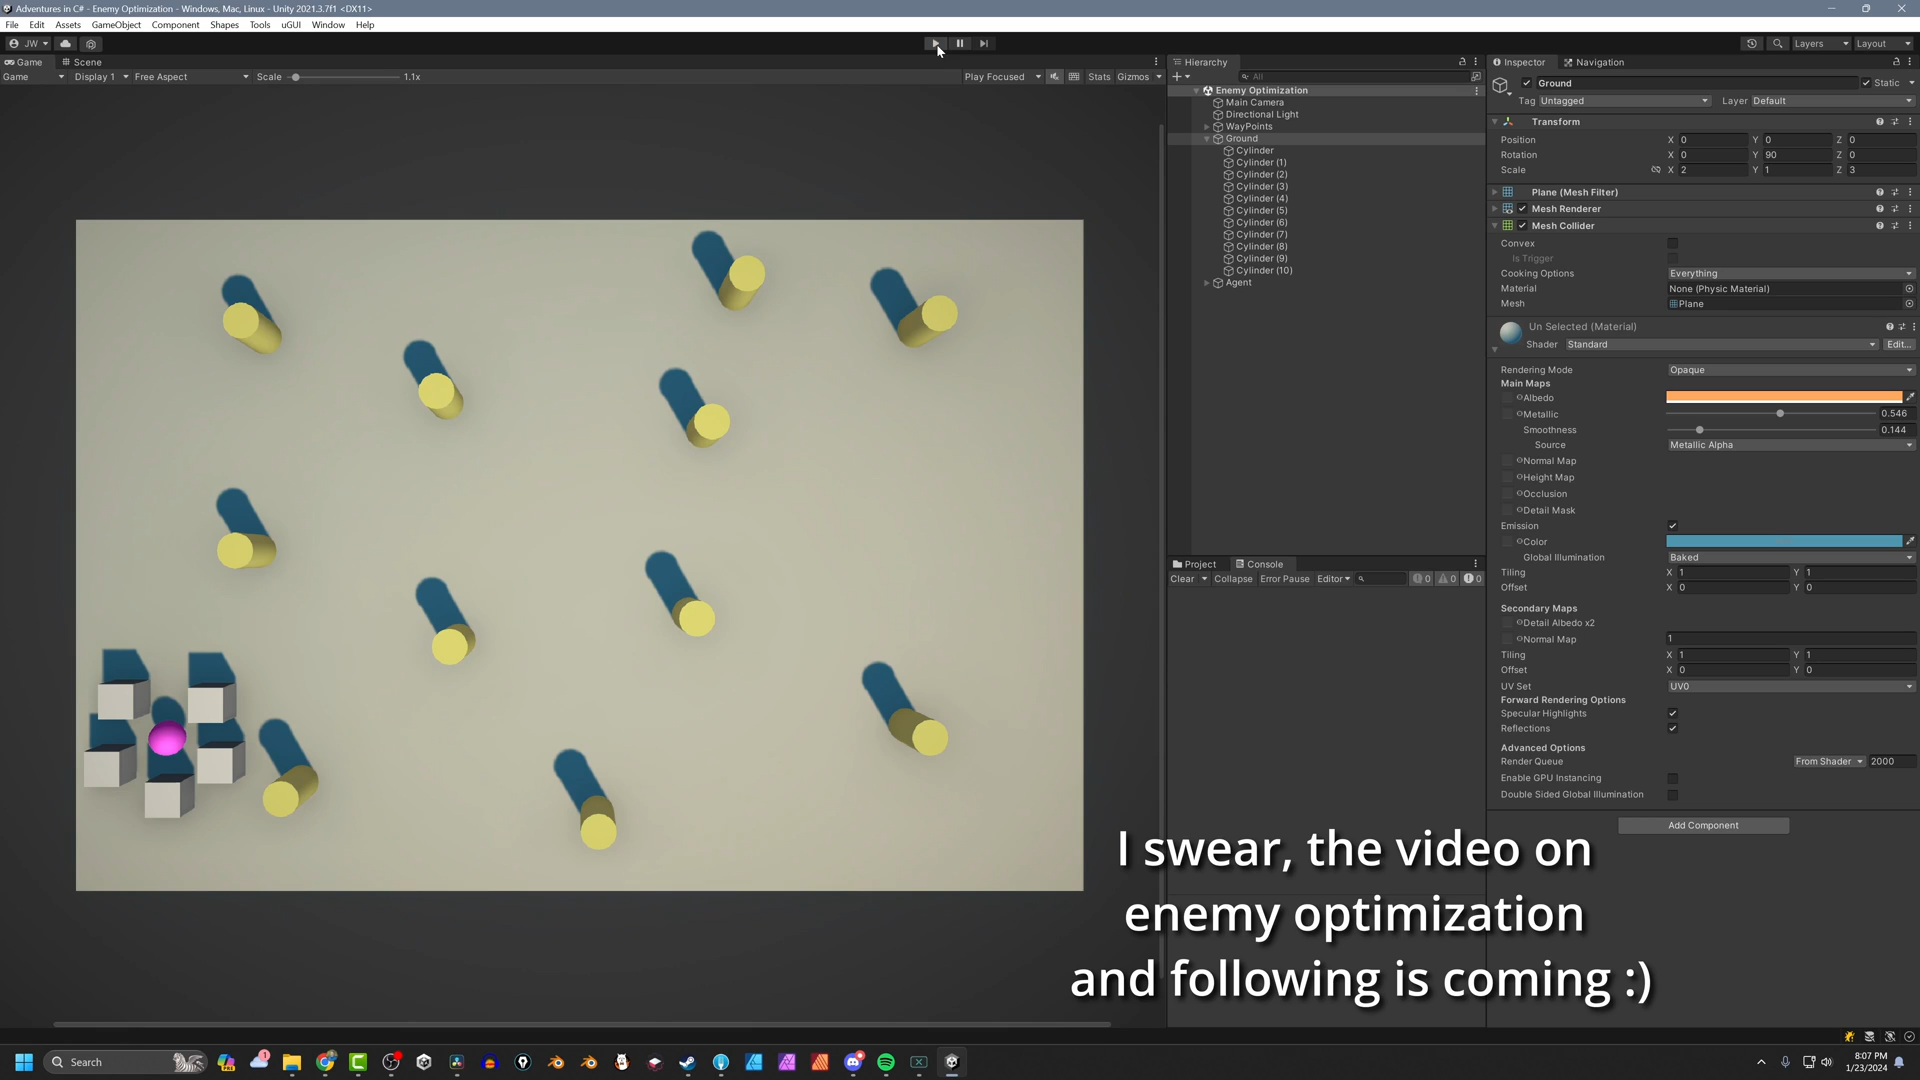 Adventures in C# - Enemy Optimization - Windows, Mac, Linux - Unity 2021.3.7f1 <DX11>
File Edit Assets GameObject Component Shapes Tools uGUI Window Help
JW Layers Layout
Game Scene
Game Display 1 Free Aspect Scale 1.1x Play Focused Stats Gizmos
Hierarchy
All
Enemy Optimization
Main Camera
Directional Light
WayPoints
Ground
Cylinder
Cylinder (1)
Cylinder (2)
Cylinder (3)
Cylinder (4)
Cylinder (5)
Cylinder (6)
Cylinder (7)
Cylinder (8)
Cylinder (9)
Cylinder (10)
Agent
Project Console
Clear Collapse Error Pause Editor 0 0 0
Inspector Navigation
Ground Static
Tag Untagged Layer Default
Transform
Position X 0 Y 0 Z 0
Rotation X 0 Y 90 Z 0
Scale X 2 Y 1 Z 3
Plane (Mesh Filter)
Mesh Renderer
Mesh Collider
Convex
Is Trigger
Cooking Options Everything
Material None (Physic Material)
Mesh Plane
Un Selected (Material)
Shader Standard Edit...
Rendering Mode Opaque
Main Maps
Albedo
Metallic 0.546
Smoothness 0.144
Source Metallic Alpha
Normal Map
Height Map
Occlusion
Detail Mask
Emission
Color
Global Illumination Baked
Tiling X 1 Y 1
Offset X 0 Y 0
Secondary Maps
Detail Albedo x2
Normal Map 1
Tiling X 1 Y 1
Offset X 0 Y 0
UV Set UV0
Forward Rendering Options
Specular Highlights
Reflections
Advanced Options
Render Queue From Shader 2000
Enable GPU Instancing
Double Sided Global Illumination
Add Component
I swear, the video on
enemy optimization
and following is coming :)
Search 1 8:07 PM
1/23/2024